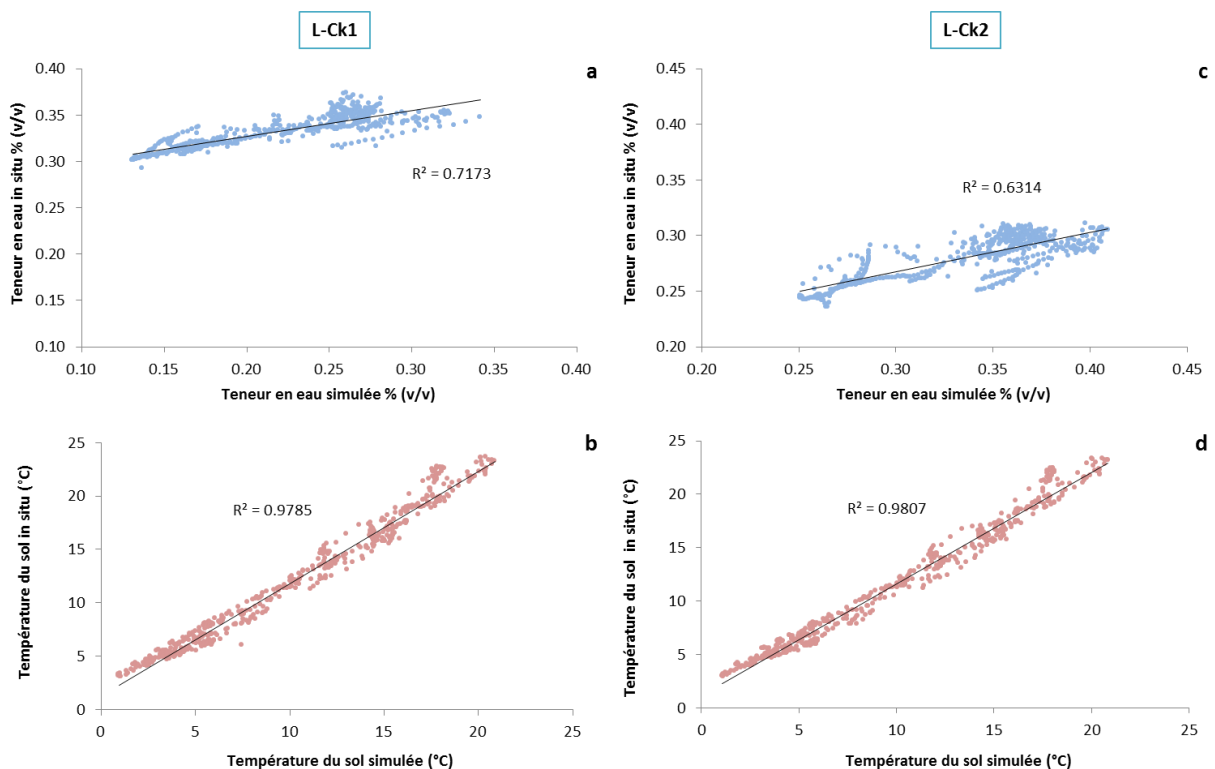 L-Ck1
L-Ck2
a
0.40
0.35
0.30
0.25
0.20
0.15
0.10
Teneur en eau in situ % (v/v)
R² = 0.7173
0.10 0.15 0.20 0.25 0.30 0.35 0.40
Teneur en eau simulée % (v/v)
c
0.45
0.40
0.35
0.30
0.25
0.20
Teneur en eau in situ % (v/v)
R² = 0.6314
0.20 0.25 0.30 0.35 0.40 0.45
Teneur en eau simulée % (v/v)
b
25
20
15
10
5
0
Température du sol in situ (°C)
R² = 0.9785
0 5 10 15 20 25
Température du sol simulée (°C)
d
25
20
15
10
5
0
Température du sol in situ (°C)
R² = 0.9807
0 5 10 15 20 25
Température du sol simulée (°C)